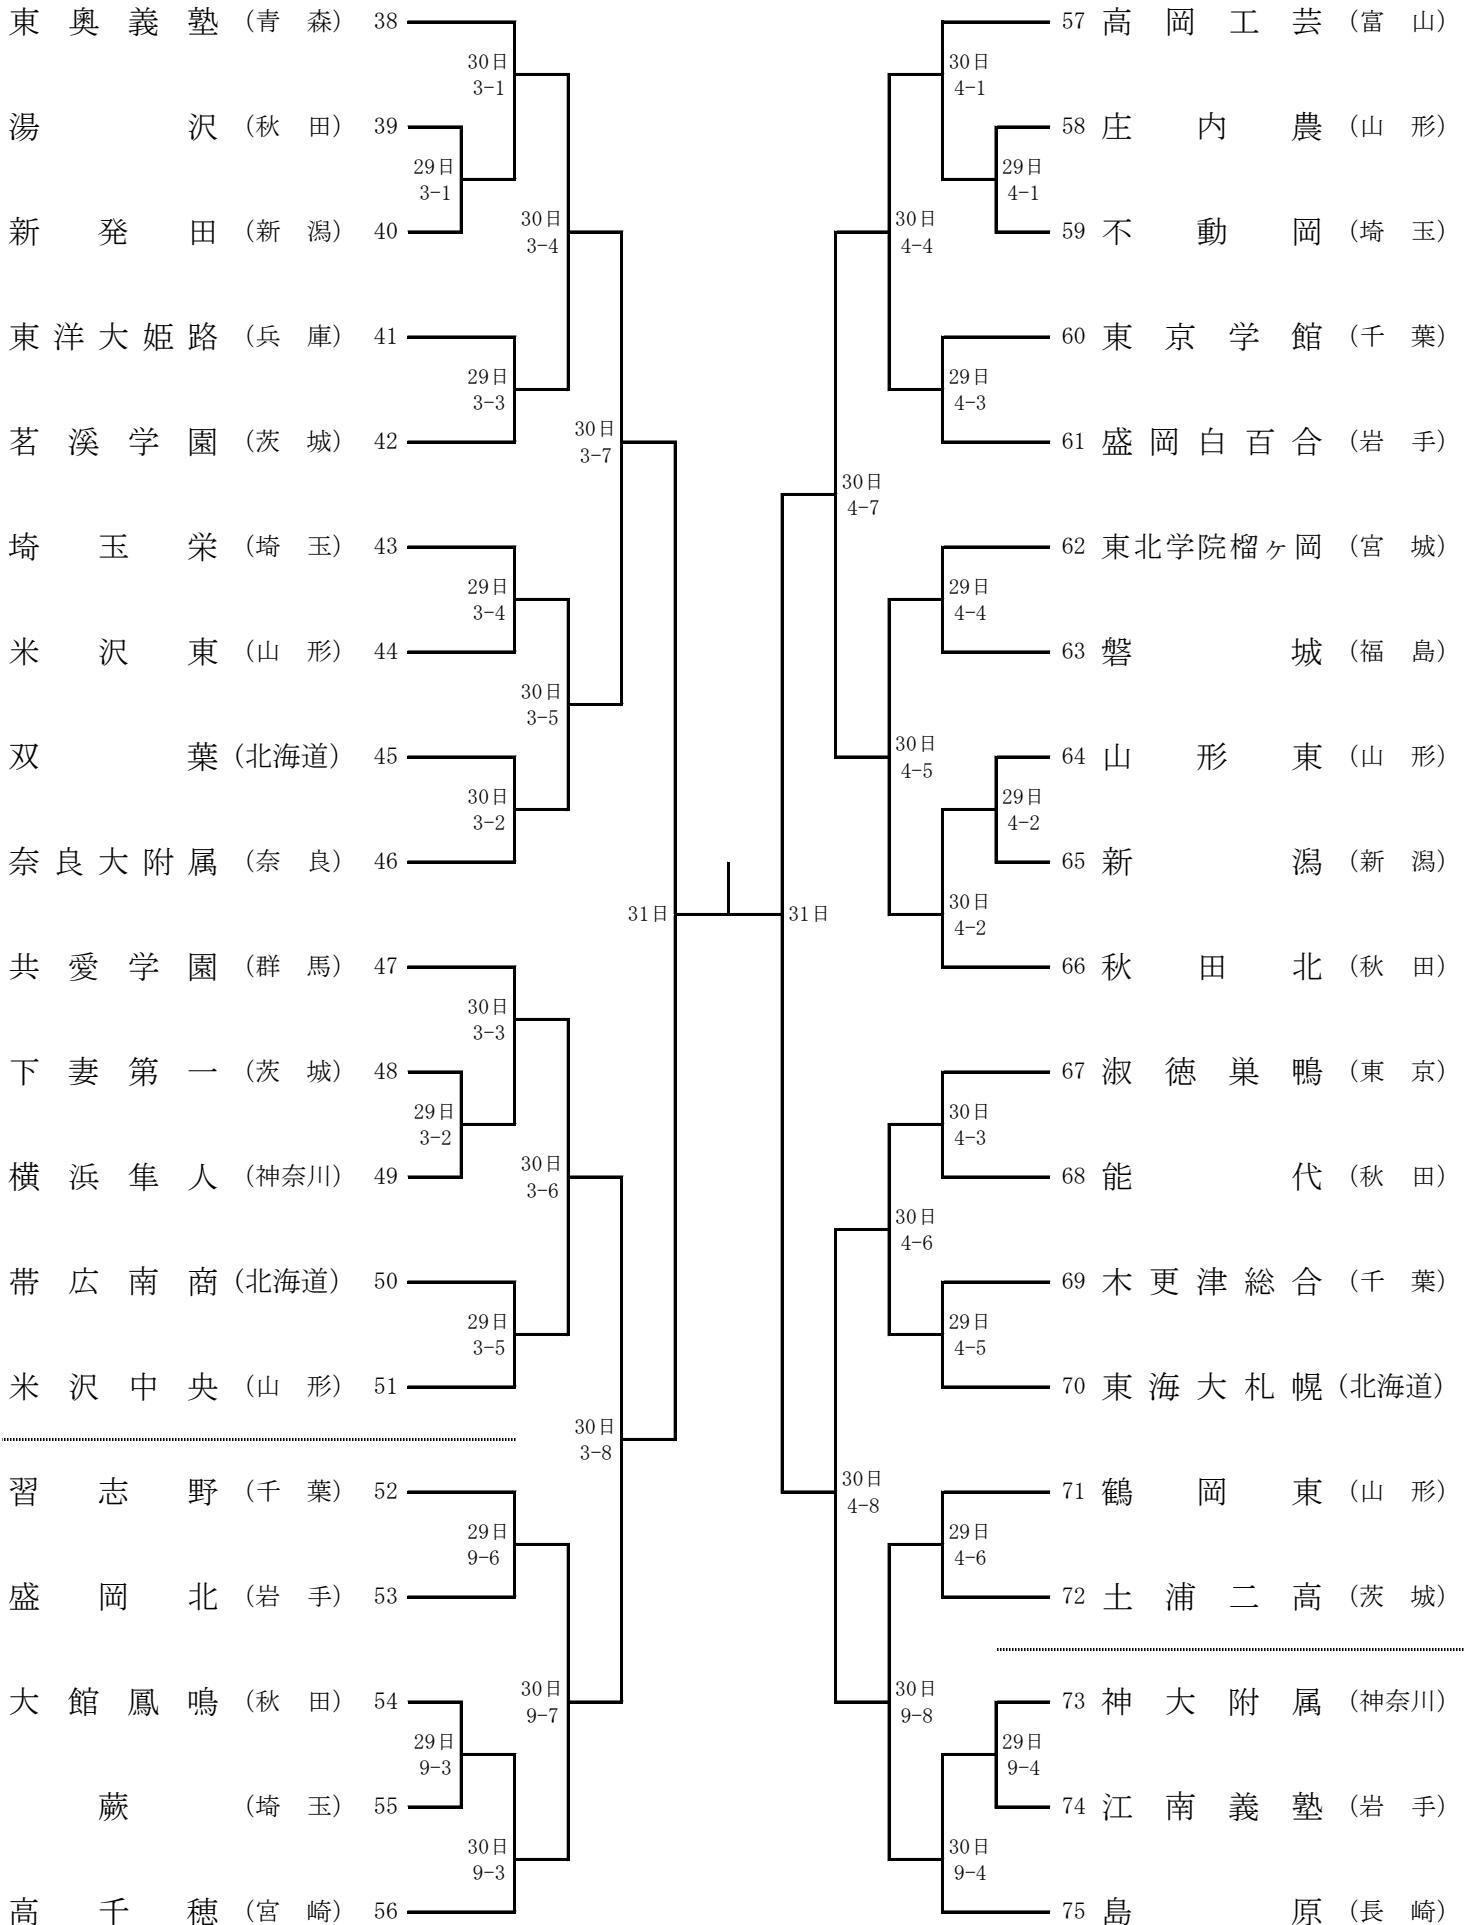 東奥義塾 (青森) 38
30日
3-1
湯沢 (秋田) 39
29日
3-1
新発田 (新潟) 40
30日
3-4
東洋大姫路 (兵庫) 41
29日
3-3
茗溪学園 (茨城) 42
30日
3-7
埼玉栄 (埼玉) 43
29日
3-4
米沢東 (山形) 44
30日
3-5
双葉 (北海道) 45
30日
3-2
奈良大附属 (奈良) 46
31日
共愛学園 (群馬) 47
30日
3-3
下妻第一 (茨城) 48
29日
3-2
横浜隼人 (神奈川) 49
30日
3-6
帯広南商 (北海道) 50
29日
3-5
米沢中央 (山形) 51
30日
3-8
習志野 (千葉) 52
29日
9-6
盛岡北 (岩手) 53
30日
9-7
大館鳳鳴 (秋田) 54
29日
9-3
蕨 (埼玉) 55
30日
9-3
高千穂 (宮崎) 56
57 高岡工芸 (富山)
30日
4-1
58 庄内農 (山形)
29日
4-1
59 不動岡 (埼玉)
30日
4-4
60 東京学館 (千葉)
29日
4-3
61 盛岡白百合 (岩手)
30日
4-7
62 東北学院榴ヶ岡 (宮城)
29日
4-4
63 磐城 (福島)
30日
4-5
64 山形東 (山形)
29日
4-2
65 新潟 (新潟)
30日
4-2
31日
66 秋田北 (秋田)
67 淑徳巣鴨 (東京)
30日
4-3
68 能代 (秋田)
30日
4-6
69 木更津総合 (千葉)
29日
4-5
70 東海大札幌 (北海道)
30日
4-8
71 鶴岡東 (山形)
29日
4-6
72 土浦二高 (茨城)
30日
9-8
73 神大附属 (神奈川)
29日
9-4
74 江南義塾 (岩手)
30日
9-4
75 島原 (長崎)